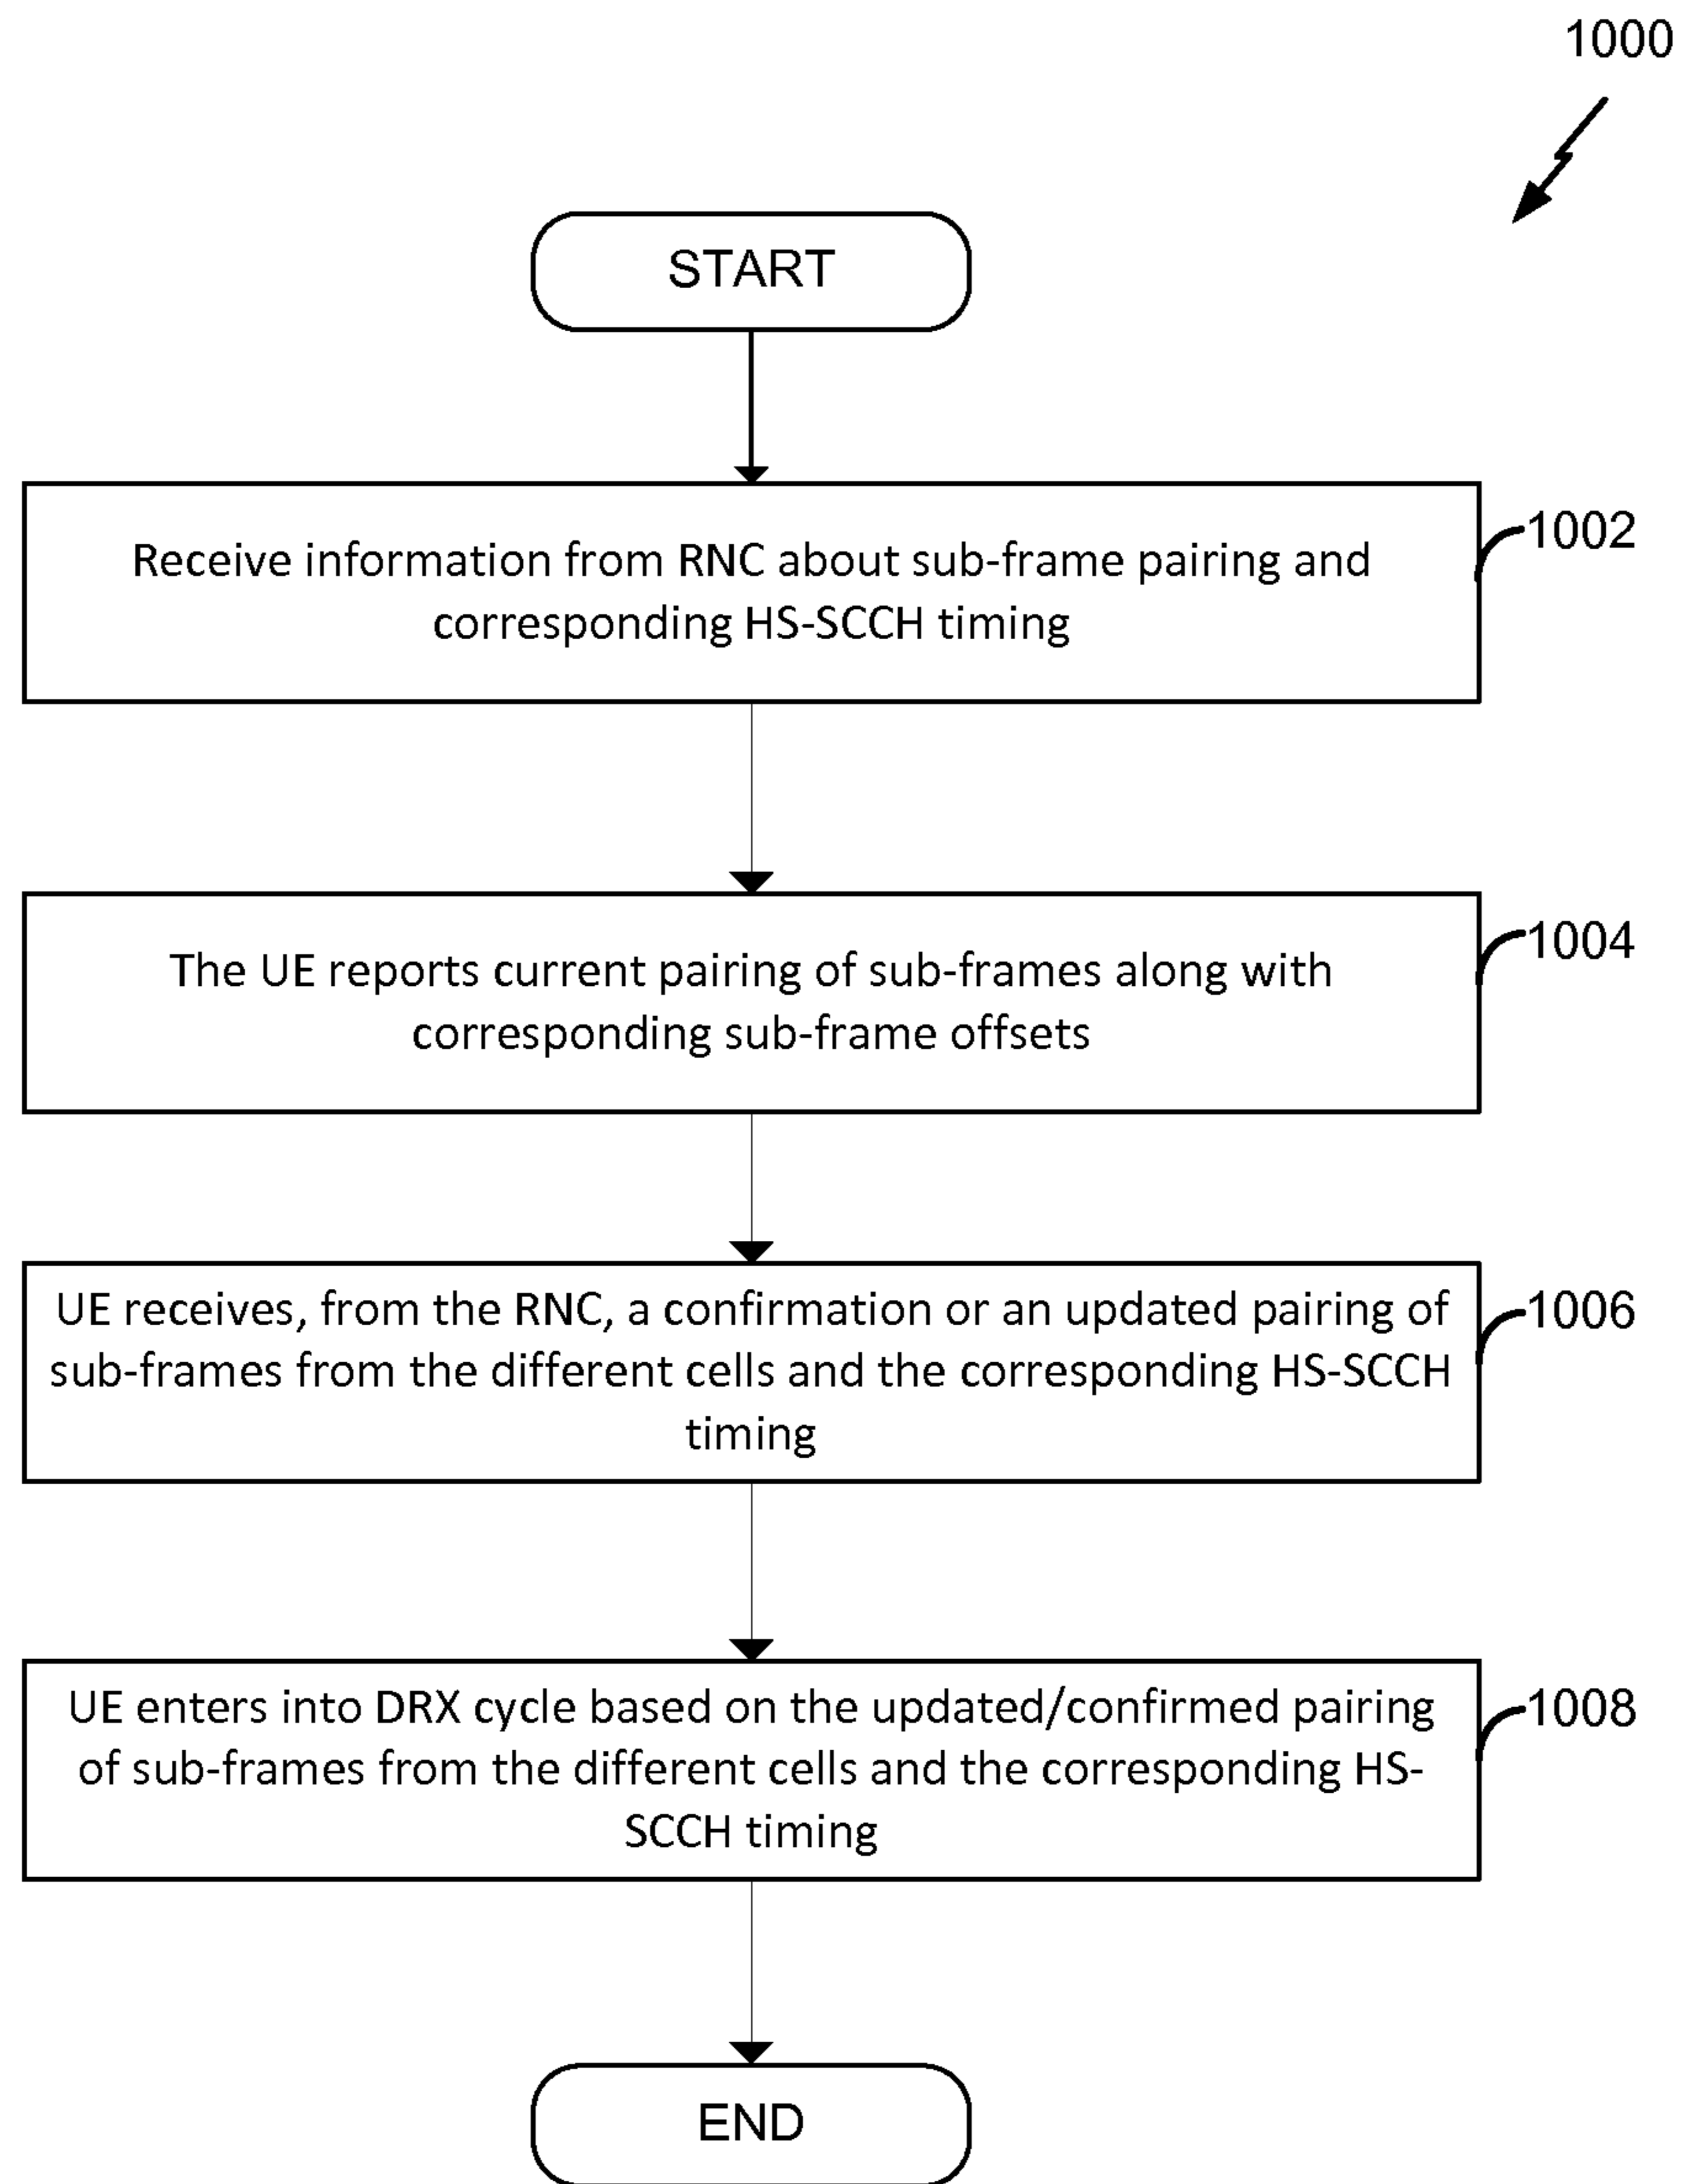 1000
START
Receive information from RNC about sub-frame pairing and
corresponding HS-SCCH timing
1002
The UE reports current pairing of sub-frames along with
corresponding sub-frame offsets
1004
UE receives, from the RNC, a confirmation or an updated pairing of
sub-frames from the different cells and the corresponding HS-SCCH
timing
1006
UE enters into DRX cycle based on the updated/confirmed pairing
of sub-frames from the different cells and the corresponding HS-
SCCH timing
1008
END